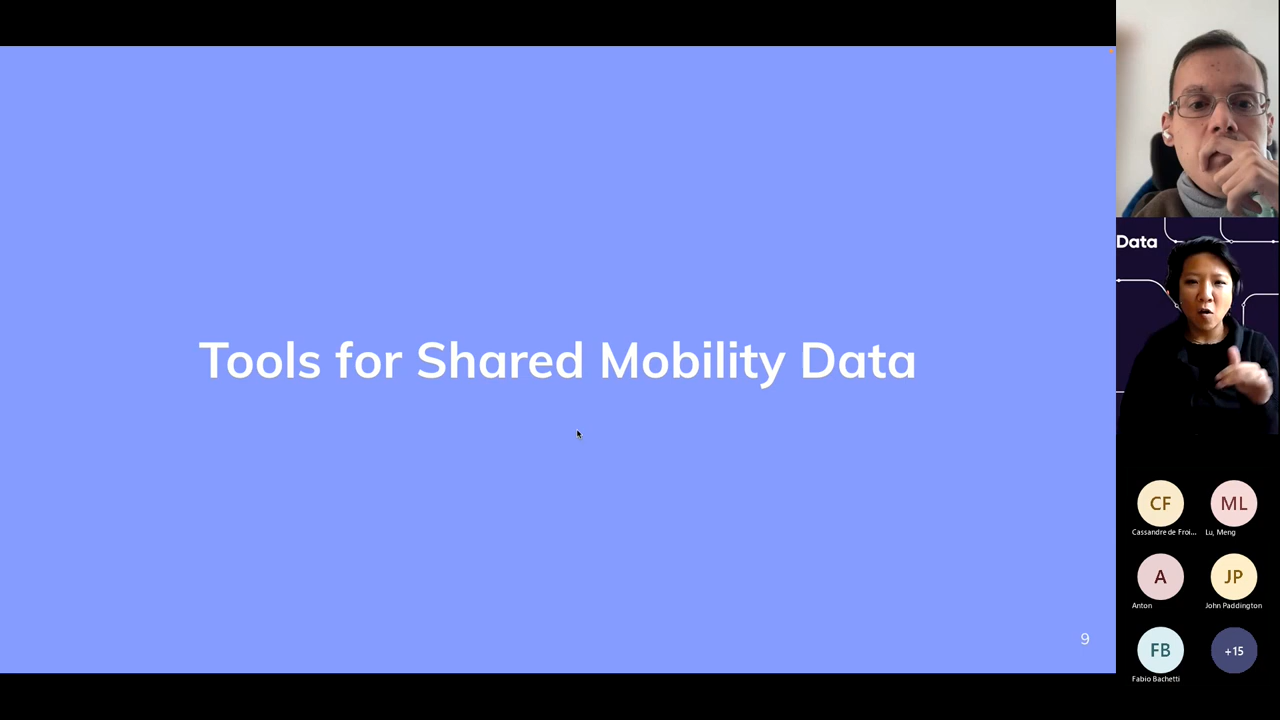 Tools for Shared Mobility Data
9
Data
CF
ML
Cassandre de Froi...
Lu, Meng
A
JP
Anton
John Paddington
FB
+15
Fabio Bachetti